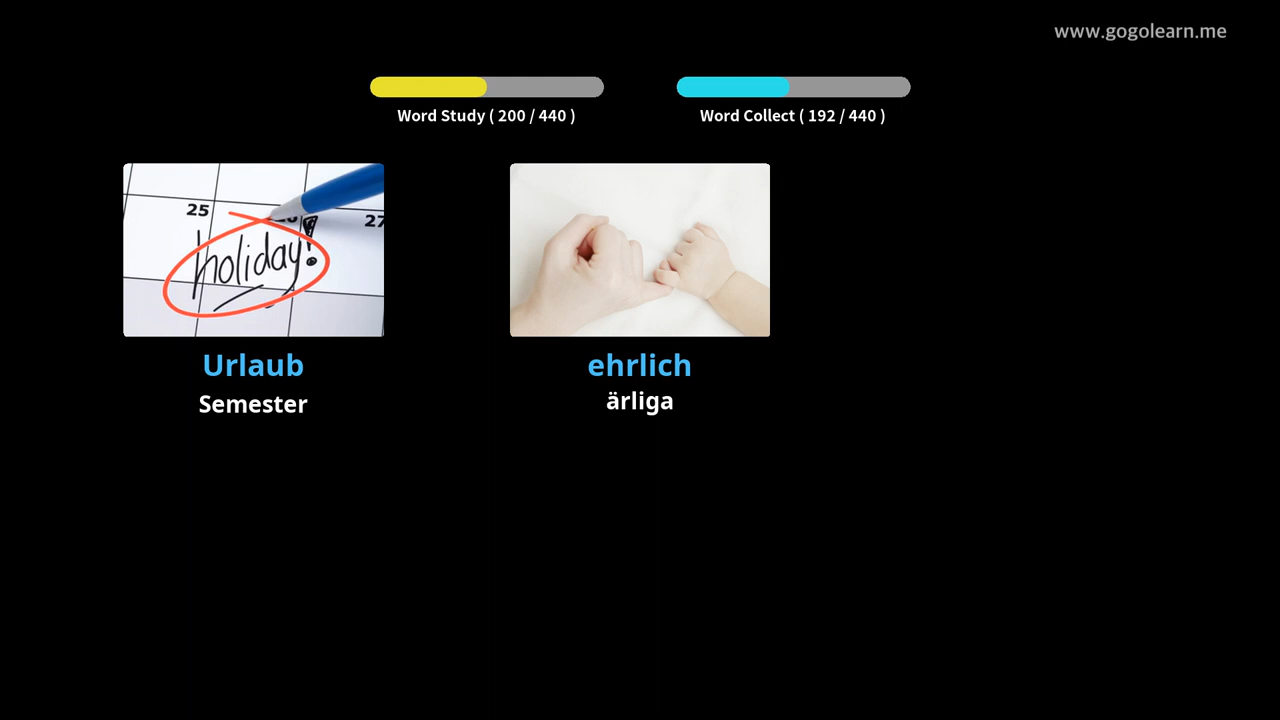 www.gogolearn.me
Word Study ( 200 / 440 )
Word Collect ( 192 / 440 )
25
27
holiday!
Urlaub
Semester
ehrlich
ärliga